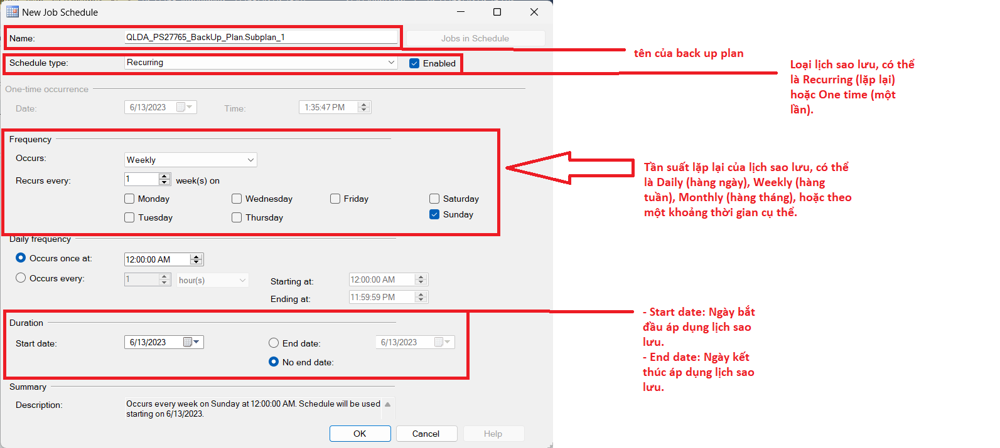 New Job Schedule
Name:
QLDA_PS27765_BackUp_Plan.Subplan_1
Jobs in Schedule
tên của back up plan
Schedule type:
Recurring
Enabled
Loại lịch sao lưu, có thể
là Recurring (lặp lại)
hoặc One time (một
lần).
One-time occurrence
Date:
6/13/2023
Time:
1:35:47 PM
Frequency
Occurs:
Weekly
Recurs every:
1
week(s) on
Monday
Wednesday
Friday
Saturday
Tuesday
Thursday
Sunday
Tần suất lặp lại của lịch sao lưu, có thể
là Daily (hàng ngày), Weekly (hàng
tuần), Monthly (hàng tháng), hoặc theo
một khoảng thời gian cụ thể.
Daily frequency
Occurs once at:
12:00:00 AM
Occurs every:
1
hour(s)
Starting at:
12:00:00 AM
Ending at:
11:59:59 PM
Duration
Start date:
6/13/2023
End date:
6/13/2023
No end date:
- Start date: Ngày bắt
đầu áp dụng lịch sao
lưu.
- End date: Ngày kết
thúc áp dụng lịch sao
lưu.
Summary
Description:
Occurs every week on Sunday at 12:00:00 AM. Schedule will be used
starting on 6/13/2023.
OK
Cancel
Help